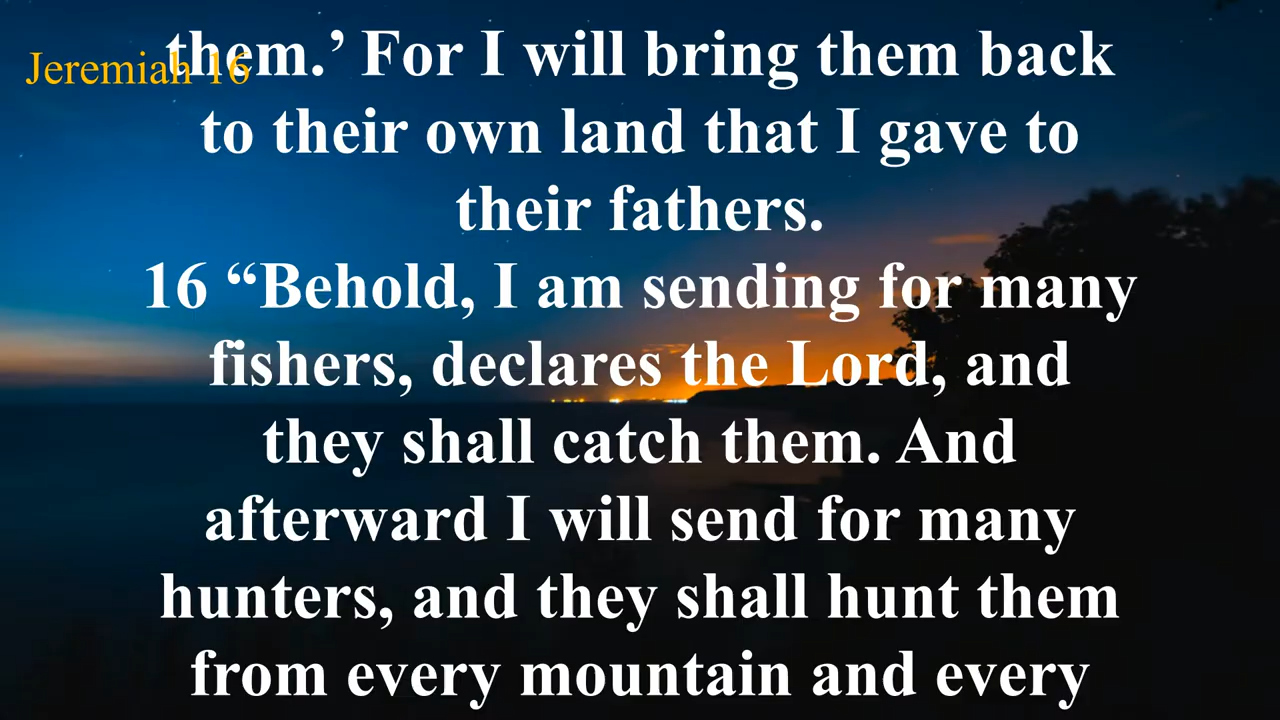 Jeremiah 16
them.’ For I will bring them back
to their own land that I gave to
their fathers.
16 “Behold, I am sending for many
fishers, declares the Lord, and
they shall catch them. And
afterward I will send for many
hunters, and they shall hunt them
from every mountain and every